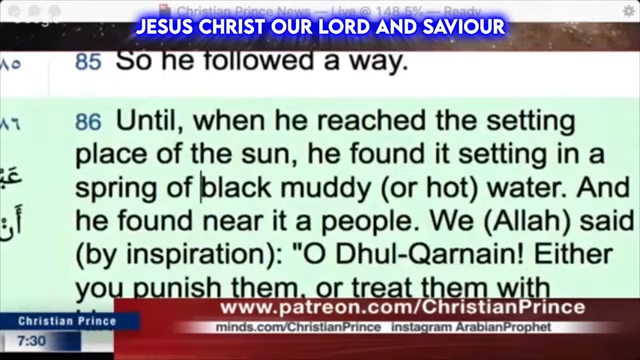 Christian Prince News — Live @ 148.5% — Ready
JESUS CHRIST OUR LORD AND SAVIOUR
٨٥
85 So he followed a way.
٨٦
86 Until, when he reached the setting
place of the sun, he found it setting in a
spring of black muddy (or hot) water. And
he found near it a people. We (Allah) said
(by inspiration): "O Dhul-Qarnain! Either
you punish them, or treat them with
www.patreon.com/ChristianPrince
Christian Prince
minds.com/ChristianPrince instagram ArabianProphet
7:30